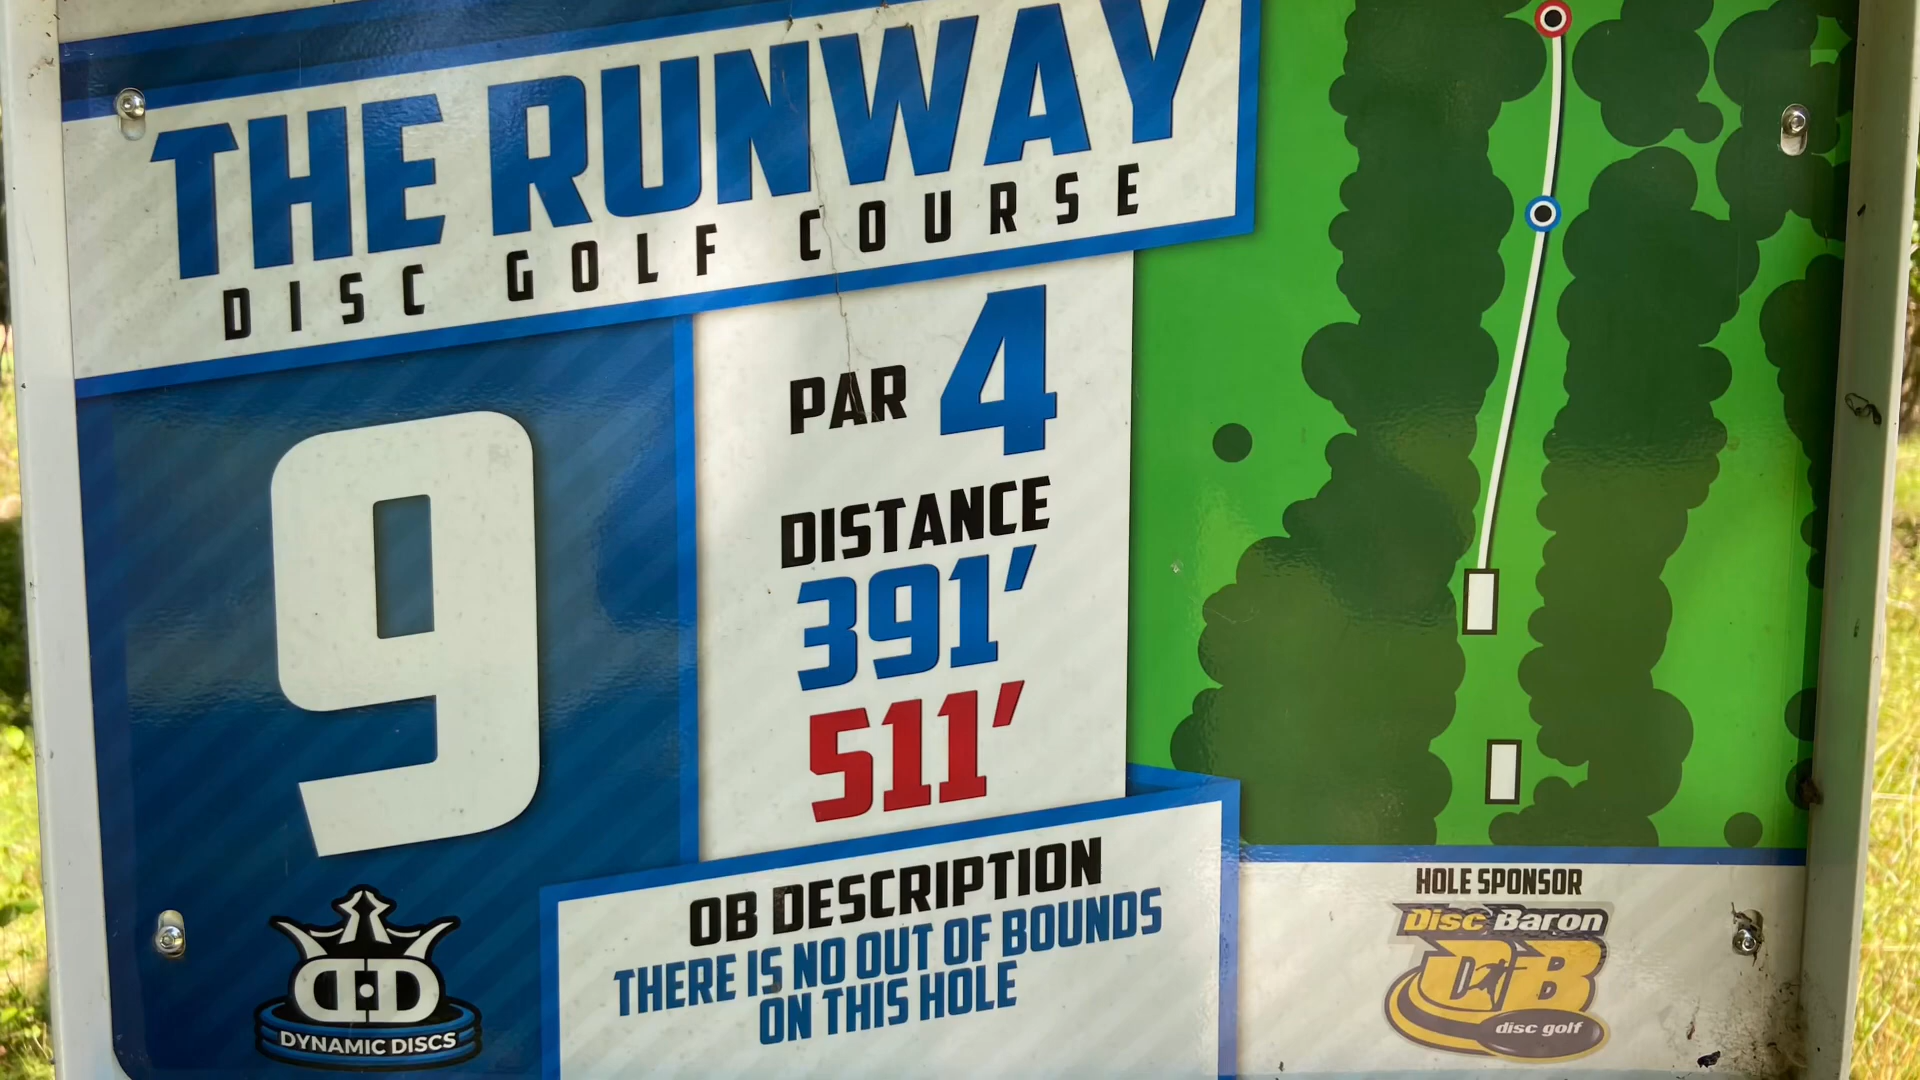 THE RUNWAY
DISC GOLF COURSE
9
PAR 4
DISTANCE
391'
511'
OB DESCRIPTION
THERE IS NO OUT OF BOUNDS
ON THIS HOLE
DD
DYNAMIC DISCS
HOLE SPONSOR
Disc Baron
DB
disc golf